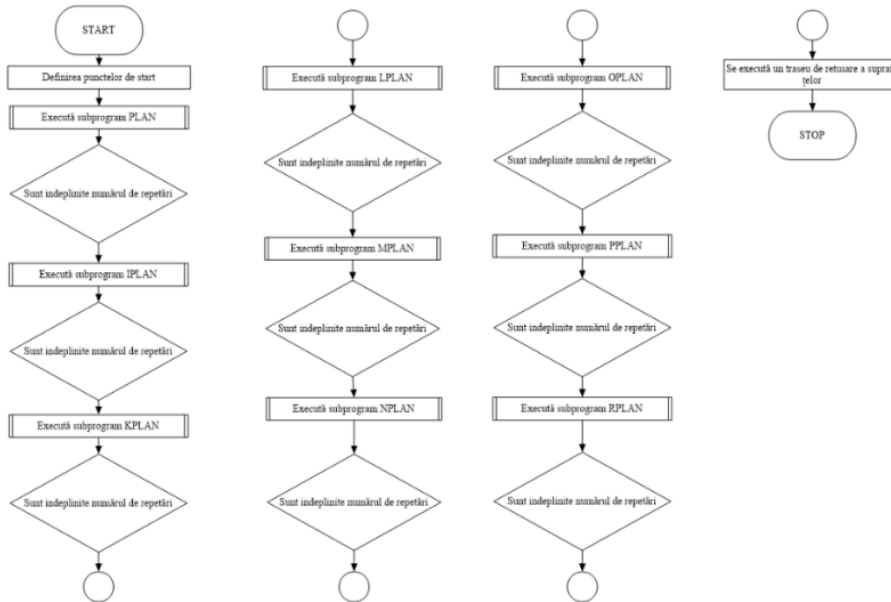 START
Definirea punctelor de start
Execută subprogram PLAN
Sunt indeplinite numărul de repetări
Execută subprogram IPLAN
Sunt indeplinite numărul de repetări
Execută subprogram KPLAN
Sunt indeplinite numărul de repetări
Execută subprogram LPLAN
Sunt indeplinite numărul de repetări
Execută subprogram MPLAN
Sunt indeplinite numărul de repetări
Execută subprogram NPLAN
Sunt indeplinite numărul de repetări
Execută subprogram OPLAN
Sunt indeplinite numărul de repetări
Execută subprogram PPLAN
Sunt indeplinite numărul de repetări
Execută subprogram RPLAN
Sunt indeplinite numărul de repetări
Se execută un traseu de retusare a
țelor
STOP